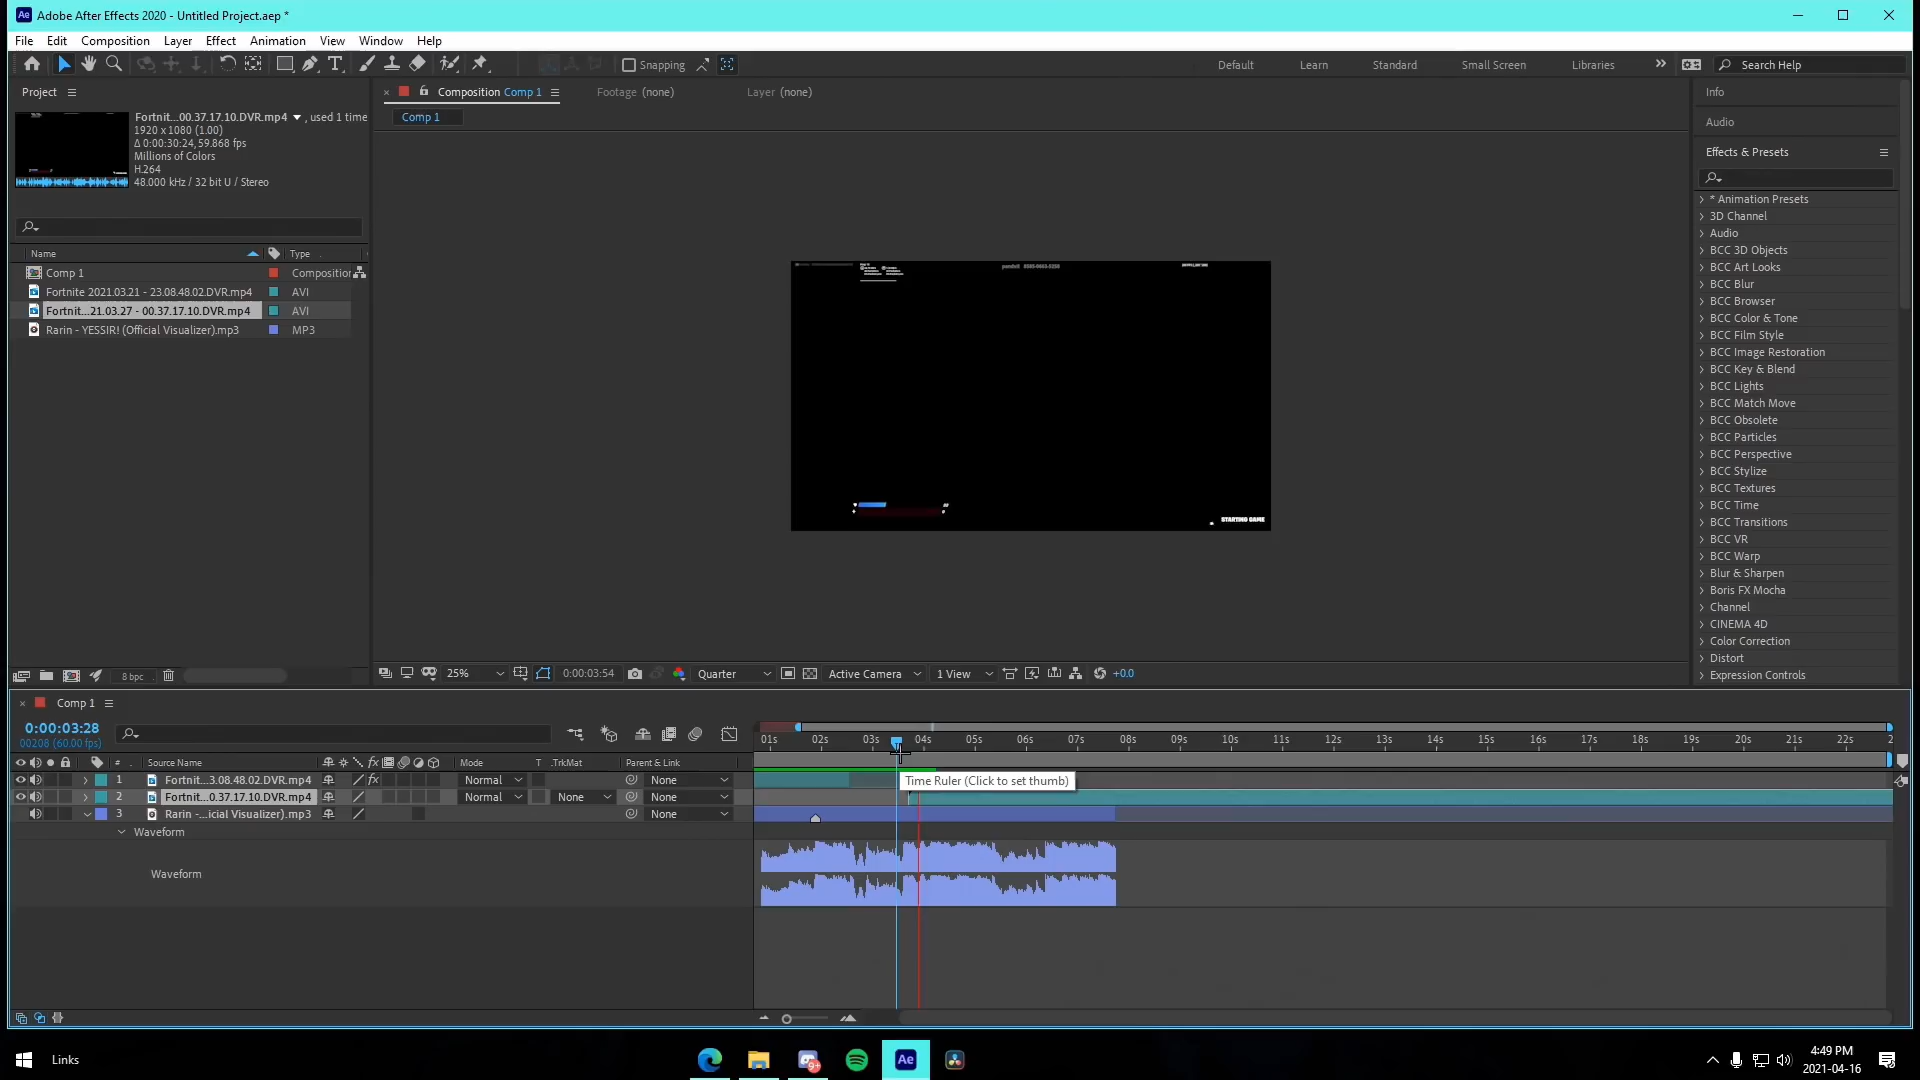 Adobe After Effects 2020 - Untitled Project.aep *
File Edit Composition Layer Effect Animation View Window Help
Snapping
Default Learn Standard Small Screen Libraries
Search Help
Project
Fortnit...00.37.17.10.DVR.mp4 , used 1 time
1920 x 1080 (1.00)
Δ 0:00:30:24, 59.868 fps
Millions of Colors
H.264
48.000 kHz / 32 bit U / Stereo
Name Type
Comp 1 Composition
Fortnite 2021.03.21 - 23.08.48.02.DVR.mp4 AVI
Fortnit...21.03.27 - 00.37.17.10.DVR.mp4 AVI
Rarin - YESSIR! (Official Visualizer).mp3 MP3
8 bpc
Composition Comp 1
Footage (none)
Layer (none)
Comp 1
STARTING GAME
25% 0:00:03:54 Quarter Active Camera 1 View +0.0
Info
Audio
Effects & Presets
* Animation Presets
3D Channel
Audio
BCC 3D Objects
BCC Art Looks
BCC Blur
BCC Browser
BCC Color & Tone
BCC Film Style
BCC Image Restoration
BCC Key & Blend
BCC Lights
BCC Match Move
BCC Obsolete
BCC Particles
BCC Perspective
BCC Stylize
BCC Textures
BCC Time
BCC Transitions
BCC VR
BCC Warp
Blur & Sharpen
Boris FX Mocha
Channel
CINEMA 4D
Color Correction
Distort
Expression Controls
Comp 1
0:00:03:28
00208 (60.00 fps)
01s 02s 03s 04s 05s 06s 07s 08s 09s 10s 11s 12s 13s 14s 15s 16s 17s 18s 19s 20s 21s 22s 2
# Source Name fx Mode T .TrkMat Parent & Link
1 Fortnit...3.08.48.02.DVR.mp4 fx Normal None
2 Fortnit...0.37.17.10.DVR.mp4 Normal None None
3 Rarin -...icial Visualizer).mp3 None
Time Ruler (Click to set thumb)
Waveform
Waveform
Links
Ae
4:49 PM
2021-04-16